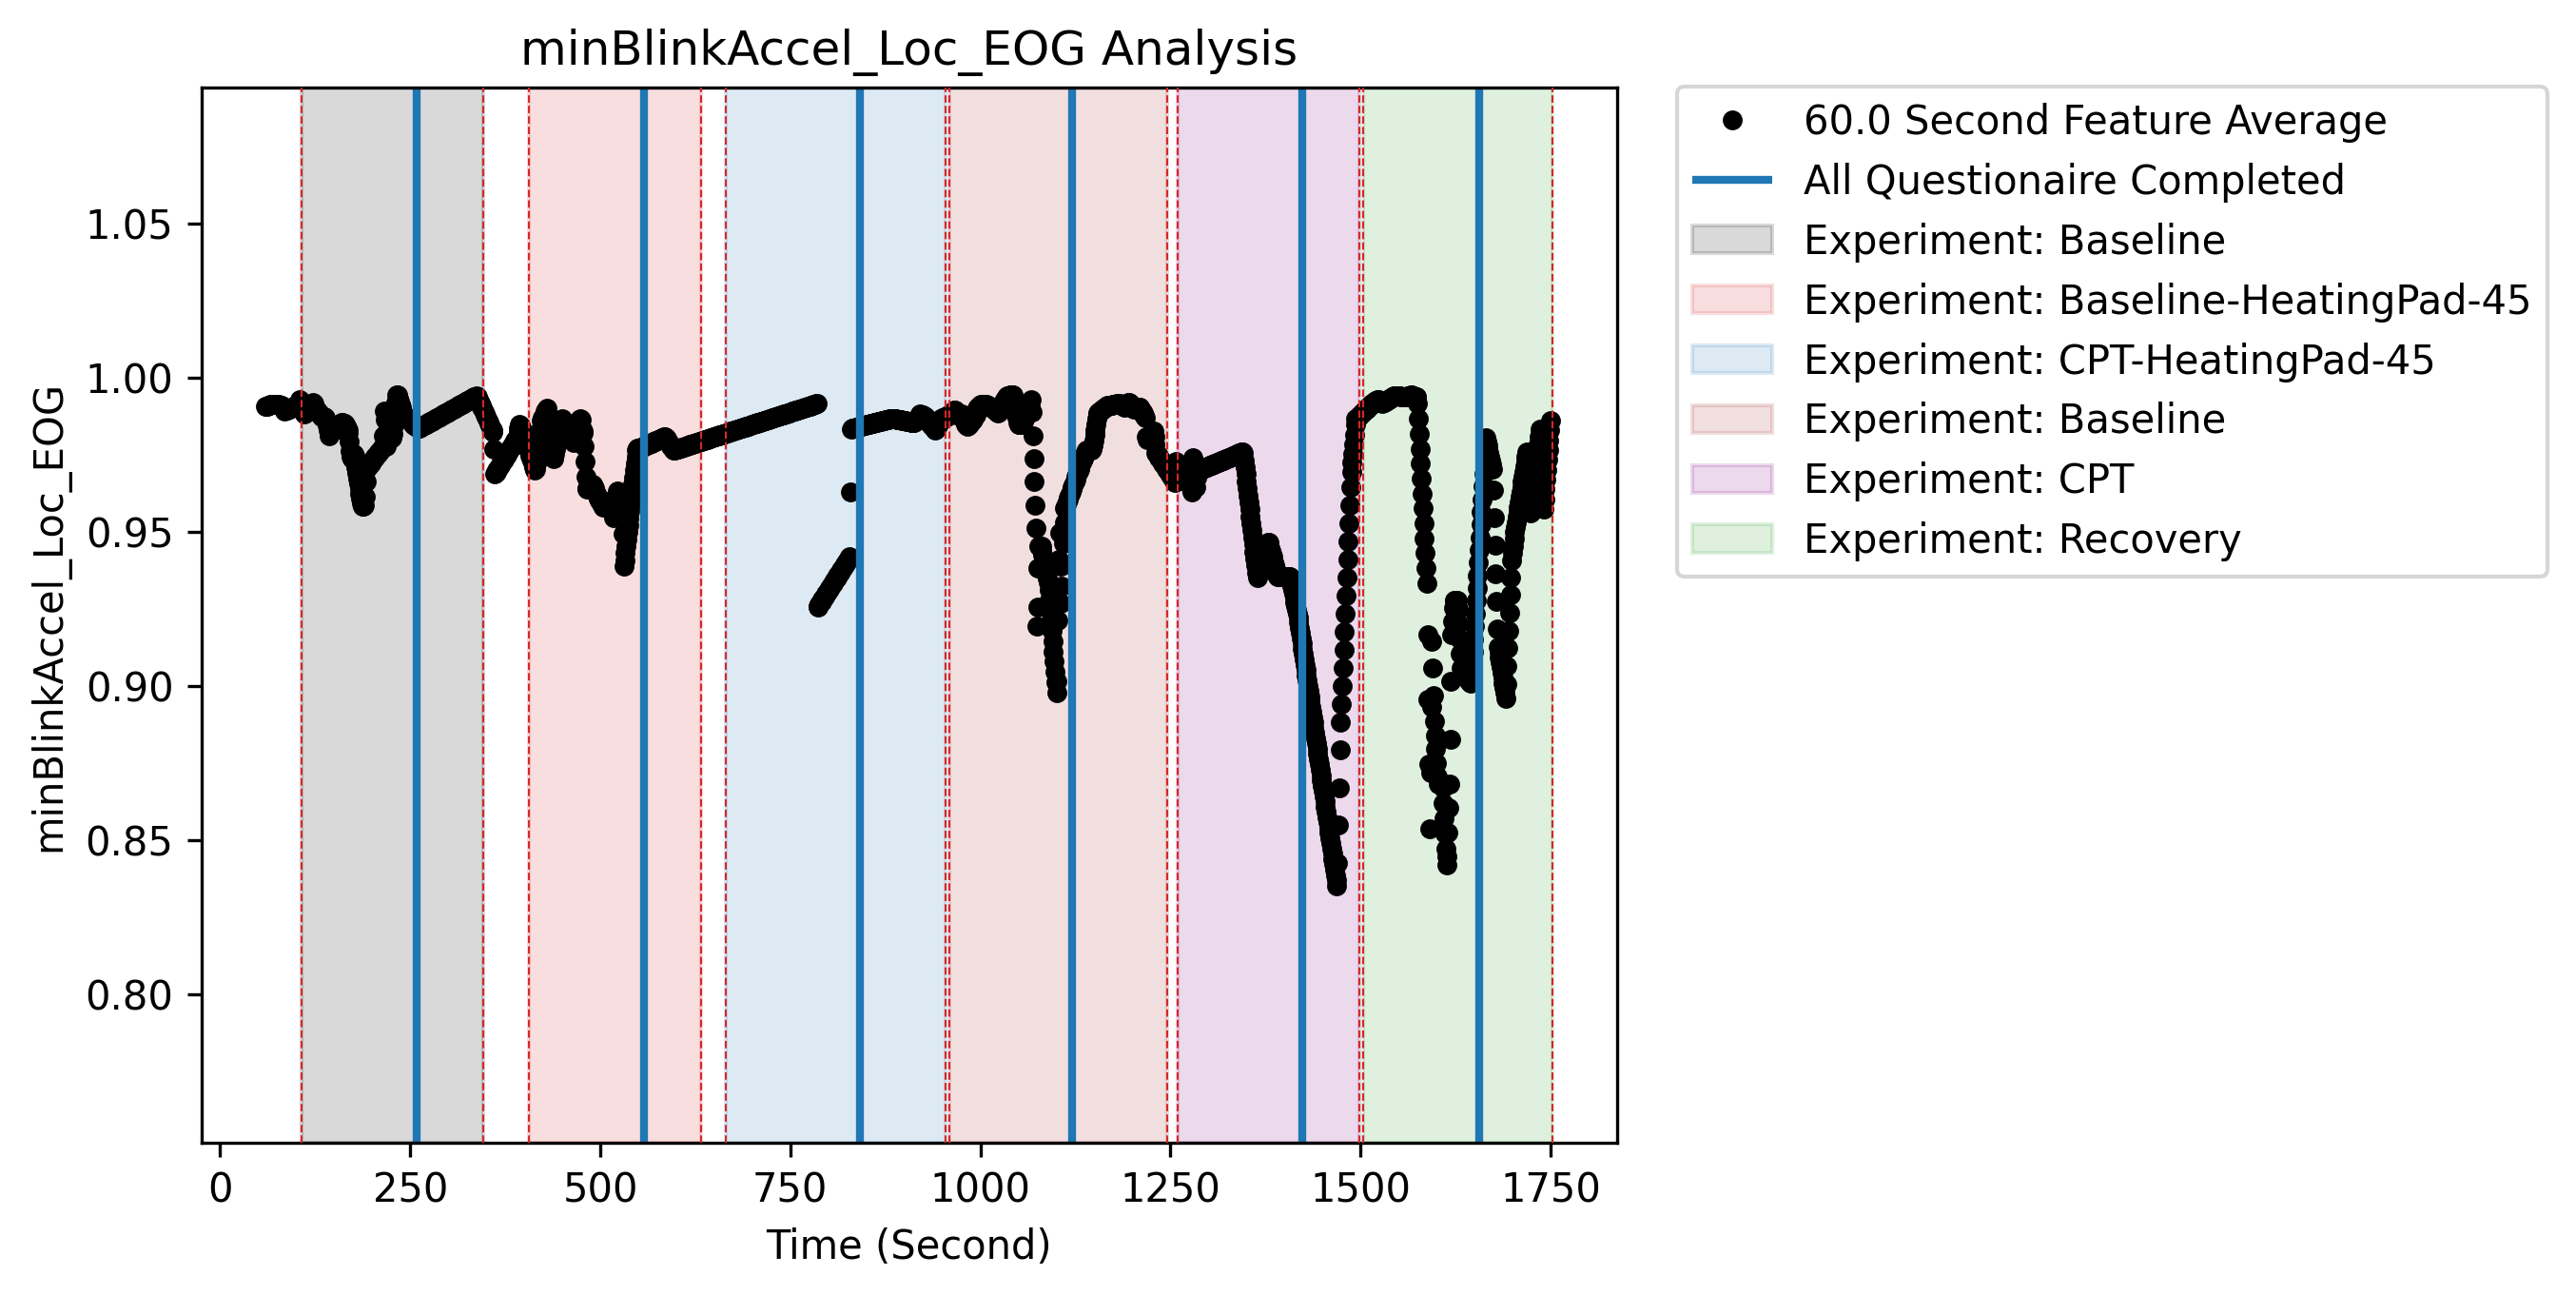 minBlinkAccel_Loc_EOG Analysis
minBlinkAccel_Loc_EOG
1.05
1.00
0.95
0.90
0.85
0.80
0
250
500
750
1000
1250
1500
1750
Time (Second)
60.0 Second Feature Average
All Questionaire Completed
Experiment: Baseline
Experiment: Baseline-HeatingPad-45
Experiment: CPT-HeatingPad-45
Experiment: Baseline
Experiment: CPT
Experiment: Recovery